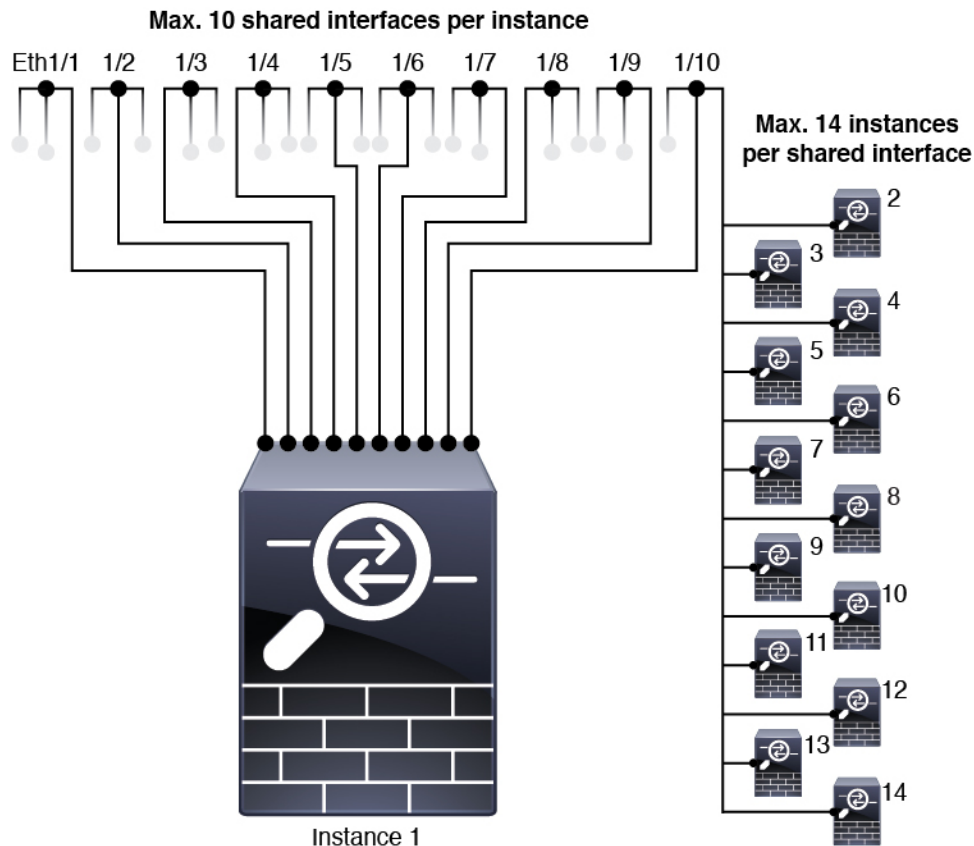 Max. 10 shared interfaces per instance
Eth1/1 1/2 1/3 1/4 1/5 1/6 1/7 1/8 1/9 1/10
Max. 14 instances
per shared interface
2
3
4
5
6
7
8
9
10
11
12
13
14
Instance 1